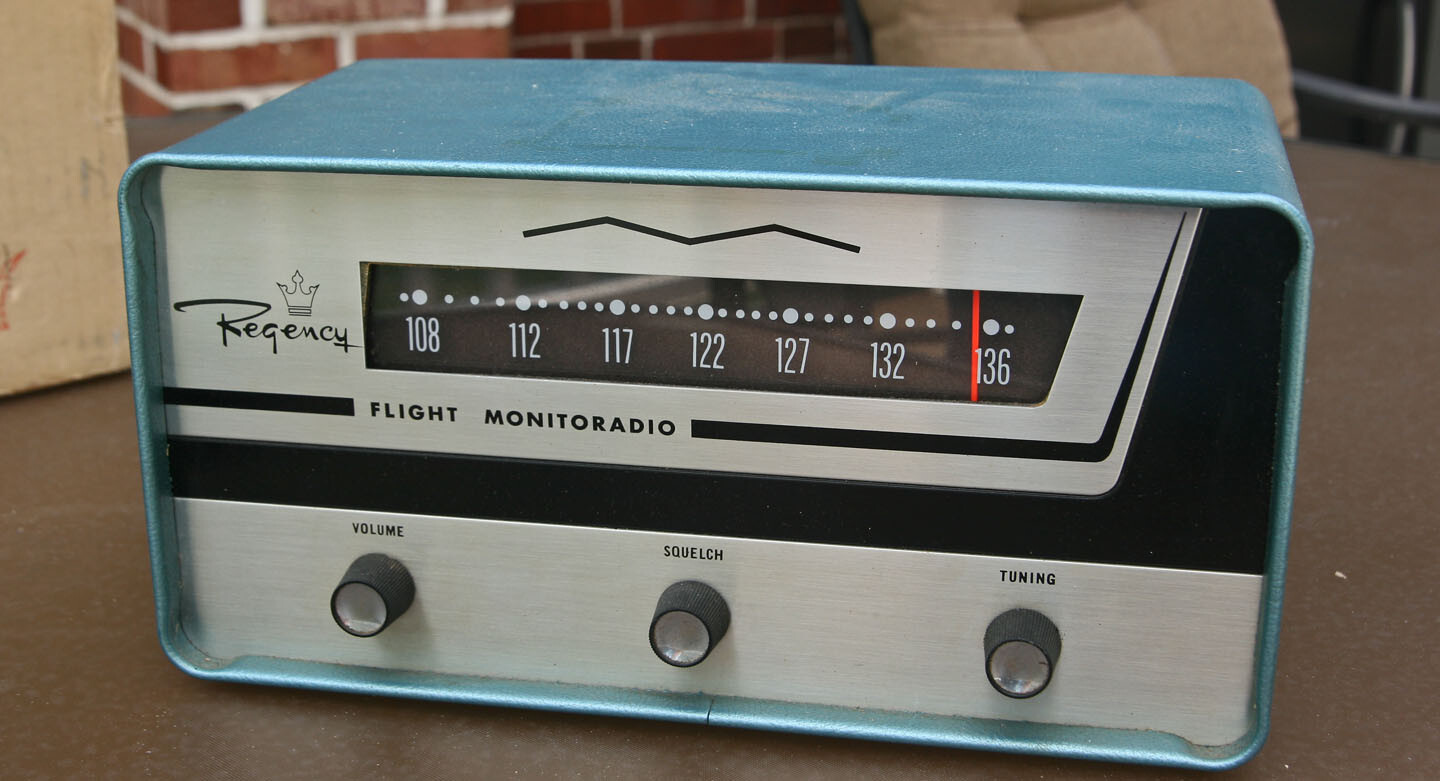 Regency
108 112 117 122 127 132 136
FLIGHT MONITORADIO
VOLUME
SQUELCH
TUNING